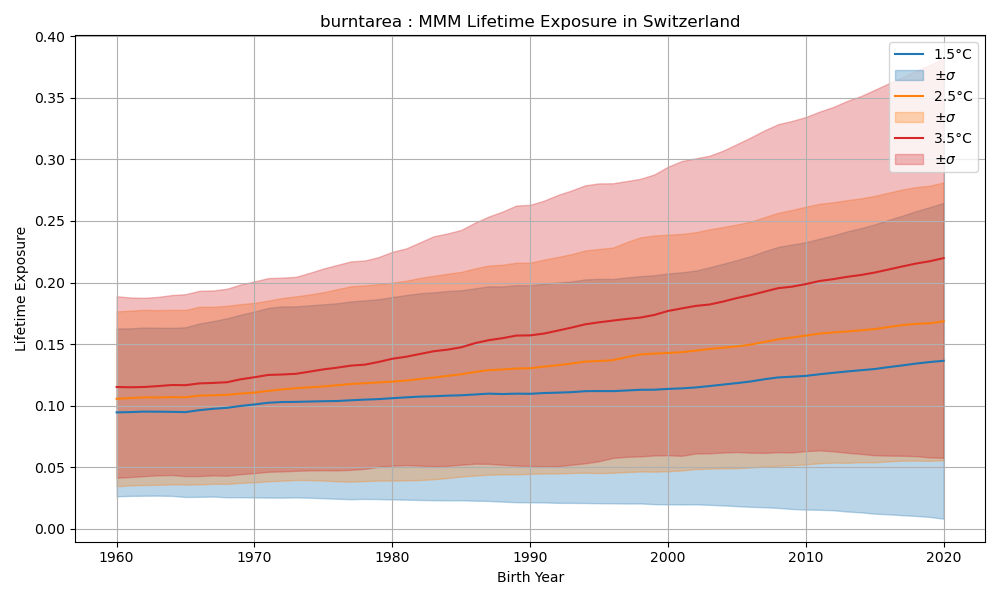 burntarea : MMM Lifetime Exposure in Switzerland
0.40
0.35
0.30
0.25
0.20
0.15
0.10
0.05
0.00
Lifetime Exposure
1.5°C
±σ
2.5°C
±σ
3.5°C
±σ
1960 1970 1980 1990 2000 2010 2020
Birth Year